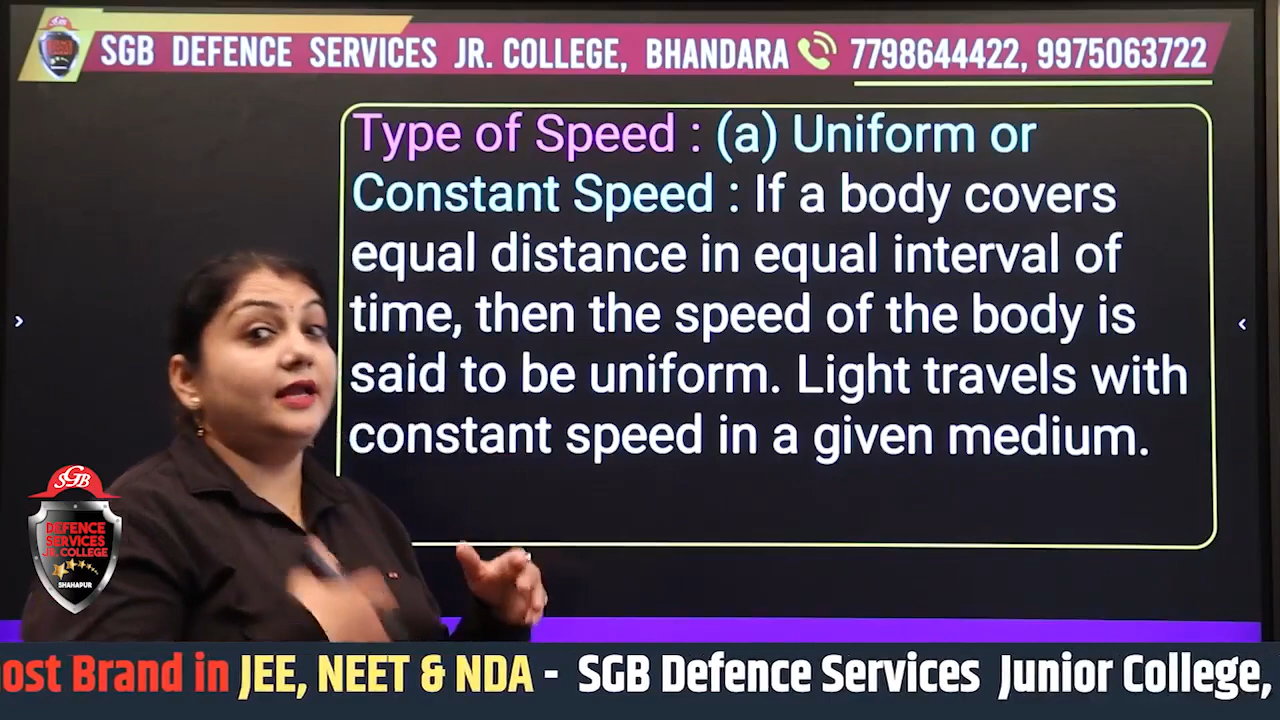 SGB DEFENCE SERVICES JR. COLLEGE, BHANDARA 7798644422, 9975063722
Type of Speed : (a) Uniform or
Constant Speed : If a body covers
equal distance in equal interval of
time, then the speed of the body is
said to be uniform. Light travels with
constant speed in a given medium.
SGB
DEFENCE
SERVICES
JR. COLLEGE
SHAHAPUR
ost Brand in JEE, NEET & NDA - SGB Defence Services Junior College,